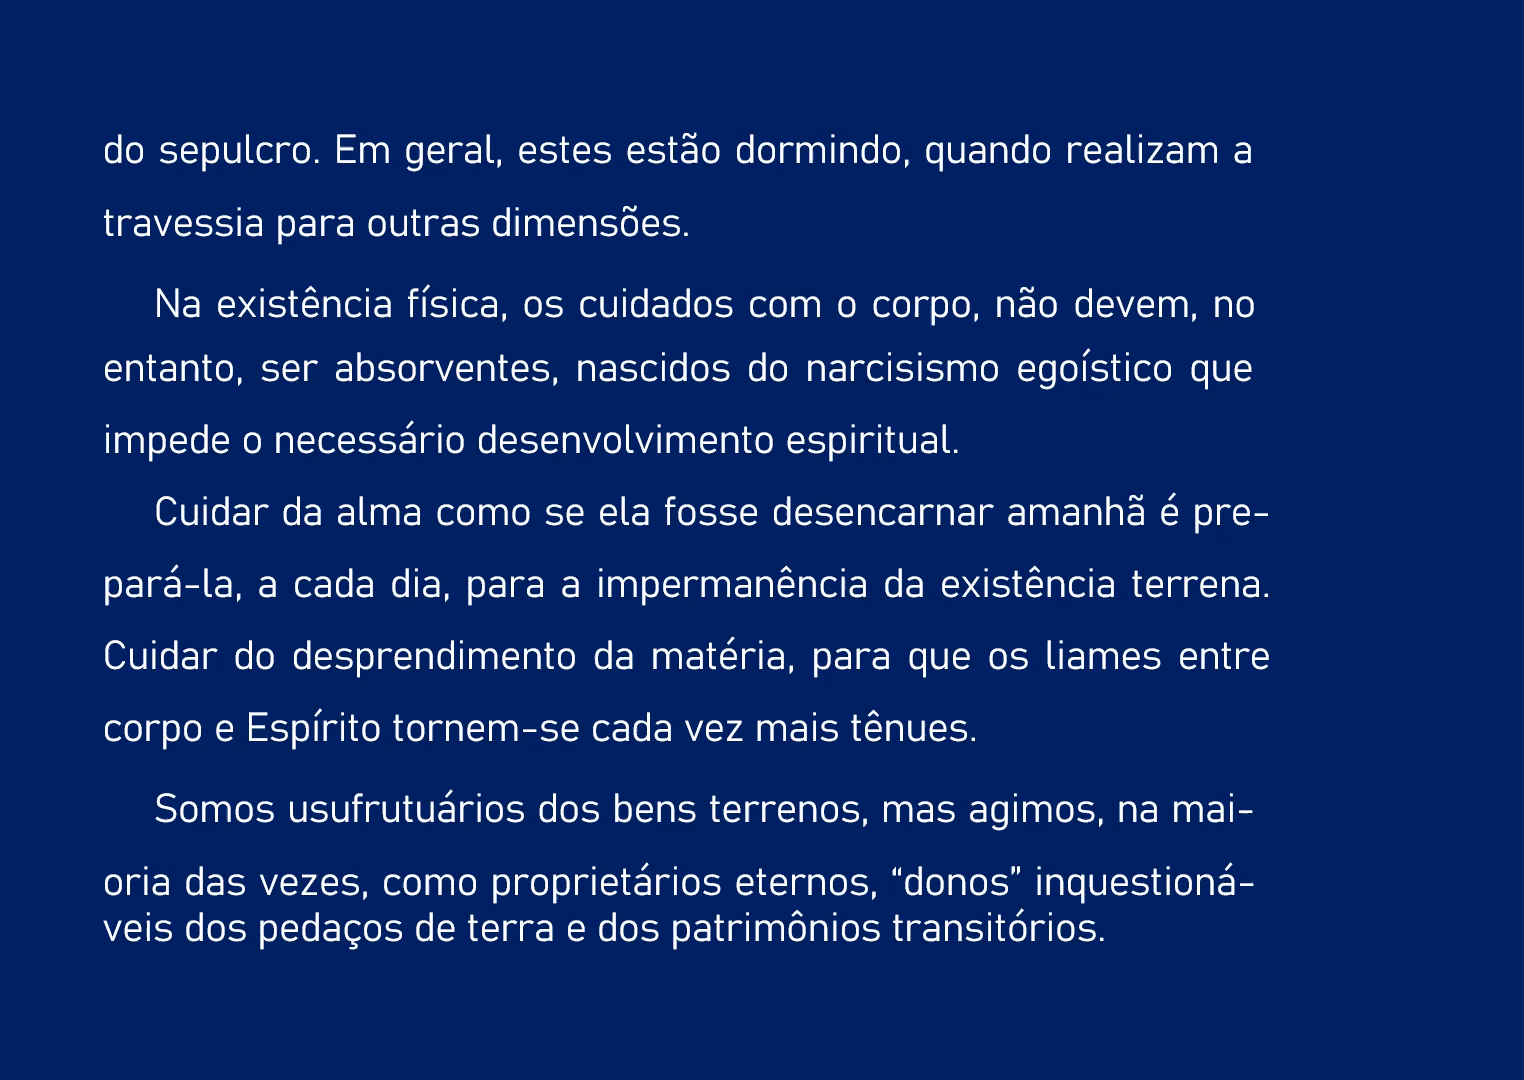 do sepulcro. Em geral, estes estão dormindo, quando realizam a
travessia para outras dimensões.
Na existência física, os cuidados com o corpo, não devem, no
entanto, ser absorventes, nascidos do narcisismo egoístico que
impede o necessário desenvolvimento espiritual.
Cuidar da alma como se ela fosse desencarnar amanhã é pre-
pará-la, a cada dia, para a impermanência da existência terrena.
Cuidar do desprendimento da matéria, para que os liames entre
corpo e Espírito tornem-se cada vez mais tênues.
Somos usufrutuários dos bens terrenos, mas agimos, na mai-
oria das vezes, como proprietários eternos, “donos” inquestioná-
veis dos pedaços de terra e dos patrimônios transitórios.